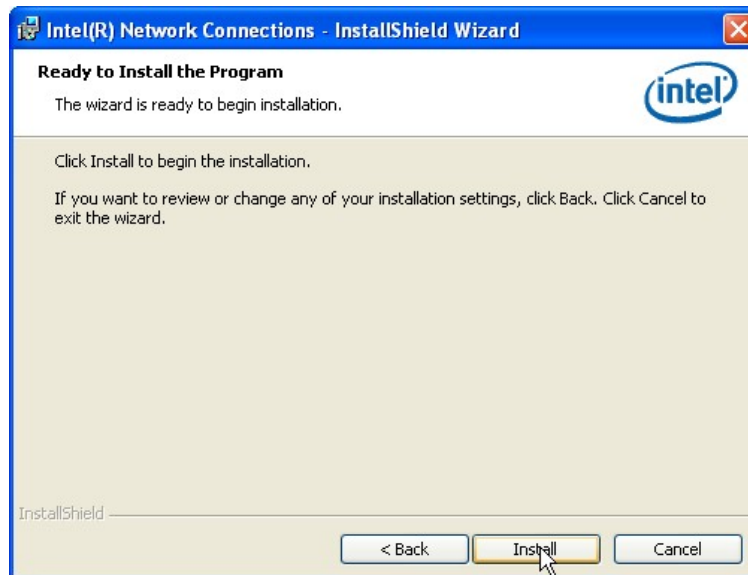 Intel(R) Network Connections - InstallShield Wizard
Ready to Install the Program
The wizard is ready to begin installation.
intel
Click Install to begin the installation.
If you want to review or change any of your installation settings, click Back. Click Cancel to
exit the wizard.
InstallShield
< Back
Install
Cancel